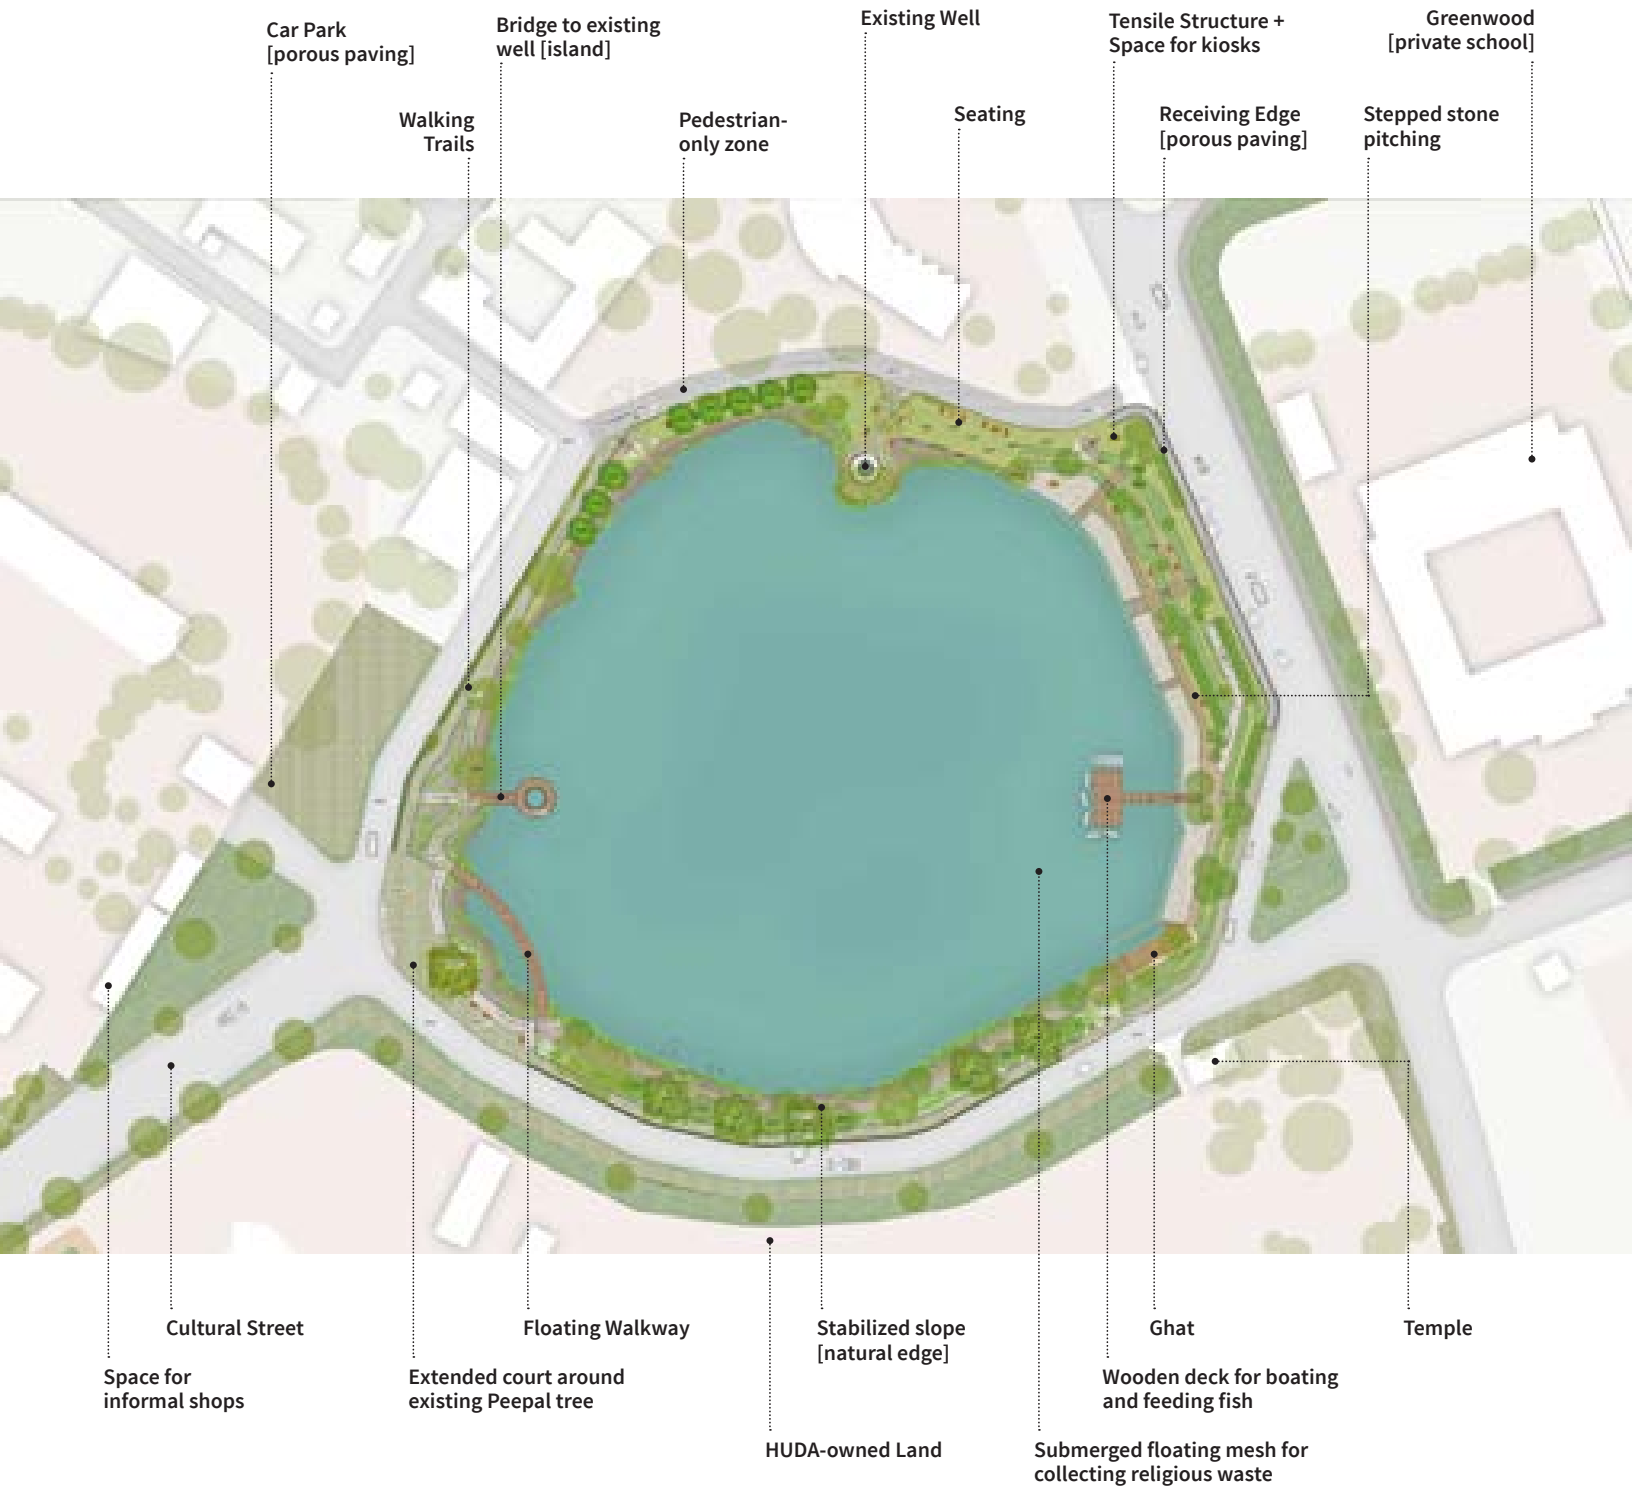 Car Park
[porous paving]
Bridge to existing
well [island]
Existing Well
Tensile Structure +
Space for kiosks
Greenwood
[private school]
Walking
Trails
Pedestrian-
only zone
Seating
Receiving Edge
[porous paving]
Stepped stone
pitching
Cultural Street
Floating Walkway
Stabilized slope
[natural edge]
Ghat
Temple
Space for
informal shops
Extended court around
existing Peepal tree
Wooden deck for boating
and feeding fish
HUDA-owned Land
Submerged floating mesh for
collecting religious waste